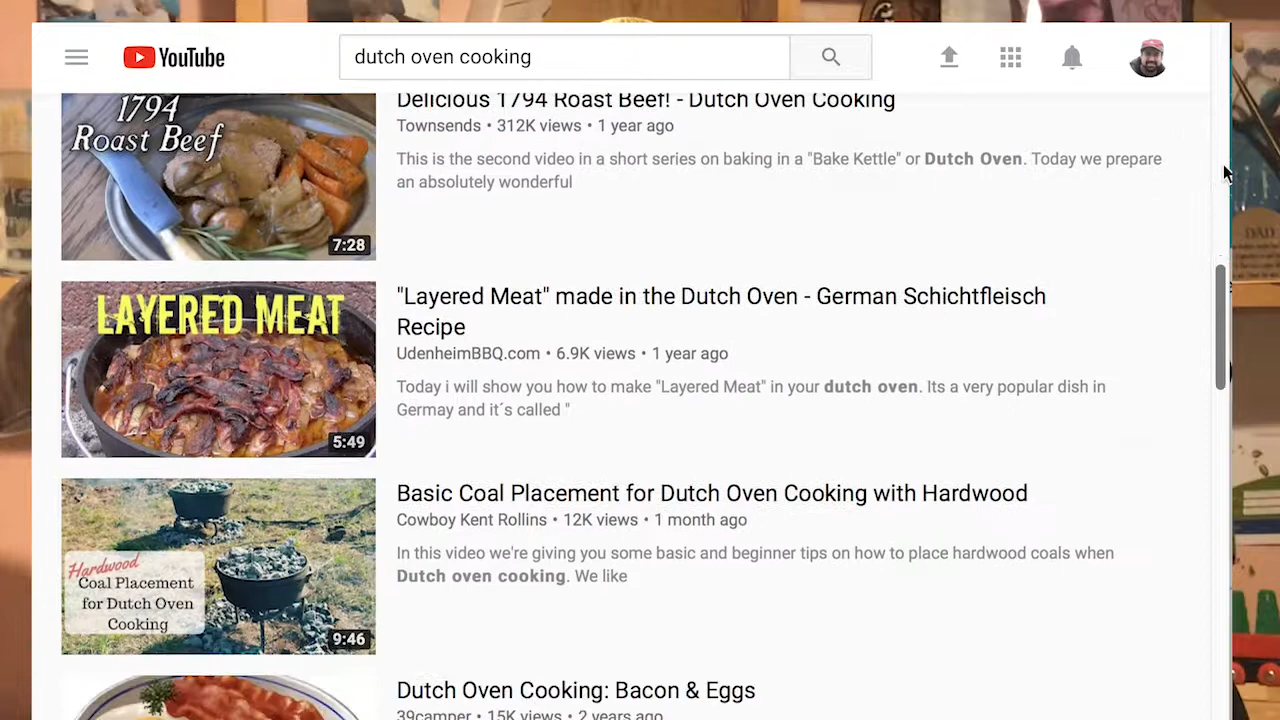 YouTube
dutch oven cooking
1794
Roast Beef
7:28
Delicious 1794 Roast Beef! - Dutch Oven Cooking
Townsends • 312K views • 1 year ago
This is the second video in a short series on baking in a "Bake Kettle" or Dutch Oven. Today we prepare
an absolutely wonderful
LAYERED MEAT
5:49
"Layered Meat" made in the Dutch Oven - German Schichtfleisch
Recipe
UdenheimBBQ.com • 6.9K views • 1 year ago
Today i will show you how to make "Layered Meat" in your dutch oven. Its a very popular dish in
Germay and it´s called "
Hardwood
Coal Placement
for Dutch Oven
Cooking
9:46
Basic Coal Placement for Dutch Oven Cooking with Hardwood
Cowboy Kent Rollins • 12K views • 1 month ago
In this video we're giving you some basic and beginner tips on how to place hardwood coals when
Dutch oven cooking. We like
Dutch Oven Cooking: Bacon & Eggs
39camper • 15K views • 2 years ago
DAD